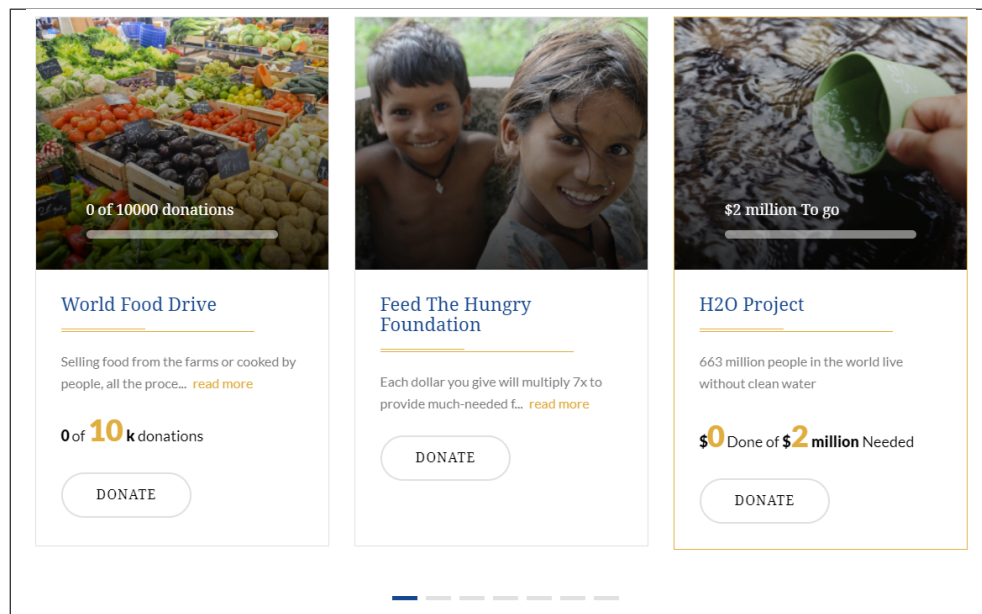 0 of 10000 donations
World Food Drive
Selling food from the farms or cooked by
people, all the proce... read more
0 of 10 k donations
DONATE
Feed The Hungry
Foundation
Each dollar you give will multiply 7x to
provide much-needed f... read more
DONATE
$2 million To go
H2O Project
663 million people in the world live
without clean water
$0 Done of $2 million Needed
DONATE